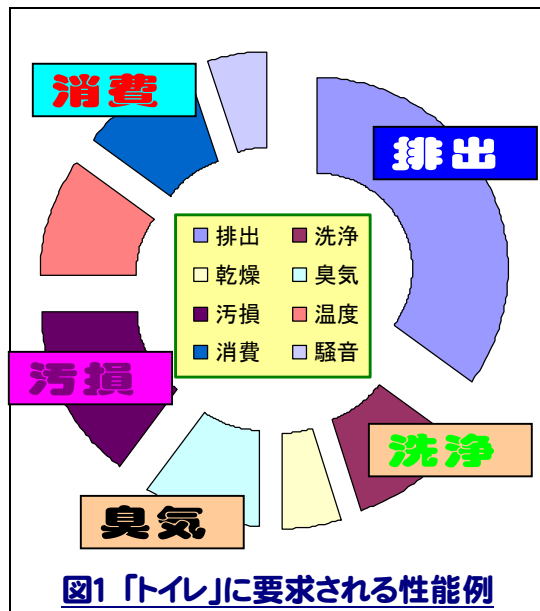 消費
排出
排出 洗浄
乾燥 臭気
汚損 温度
消費 騒音
汚損
洗浄
臭気
図1 「トイレ」に要求される性能例